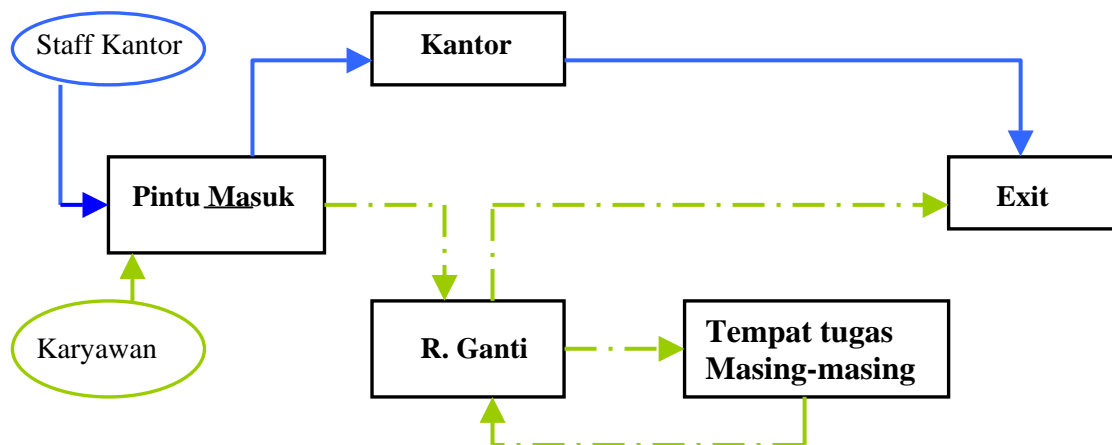 Staff Kantor
Kantor
Pintu Masuk
Exit
Karyawan
R. Ganti
Tempat tugas
Masing-masing